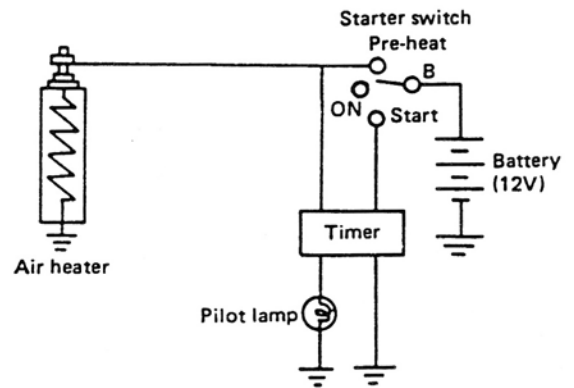 Starter switch
Pre-heat
B
ON
Start
Battery
(12V)
Timer
Air heater
Pilot lamp